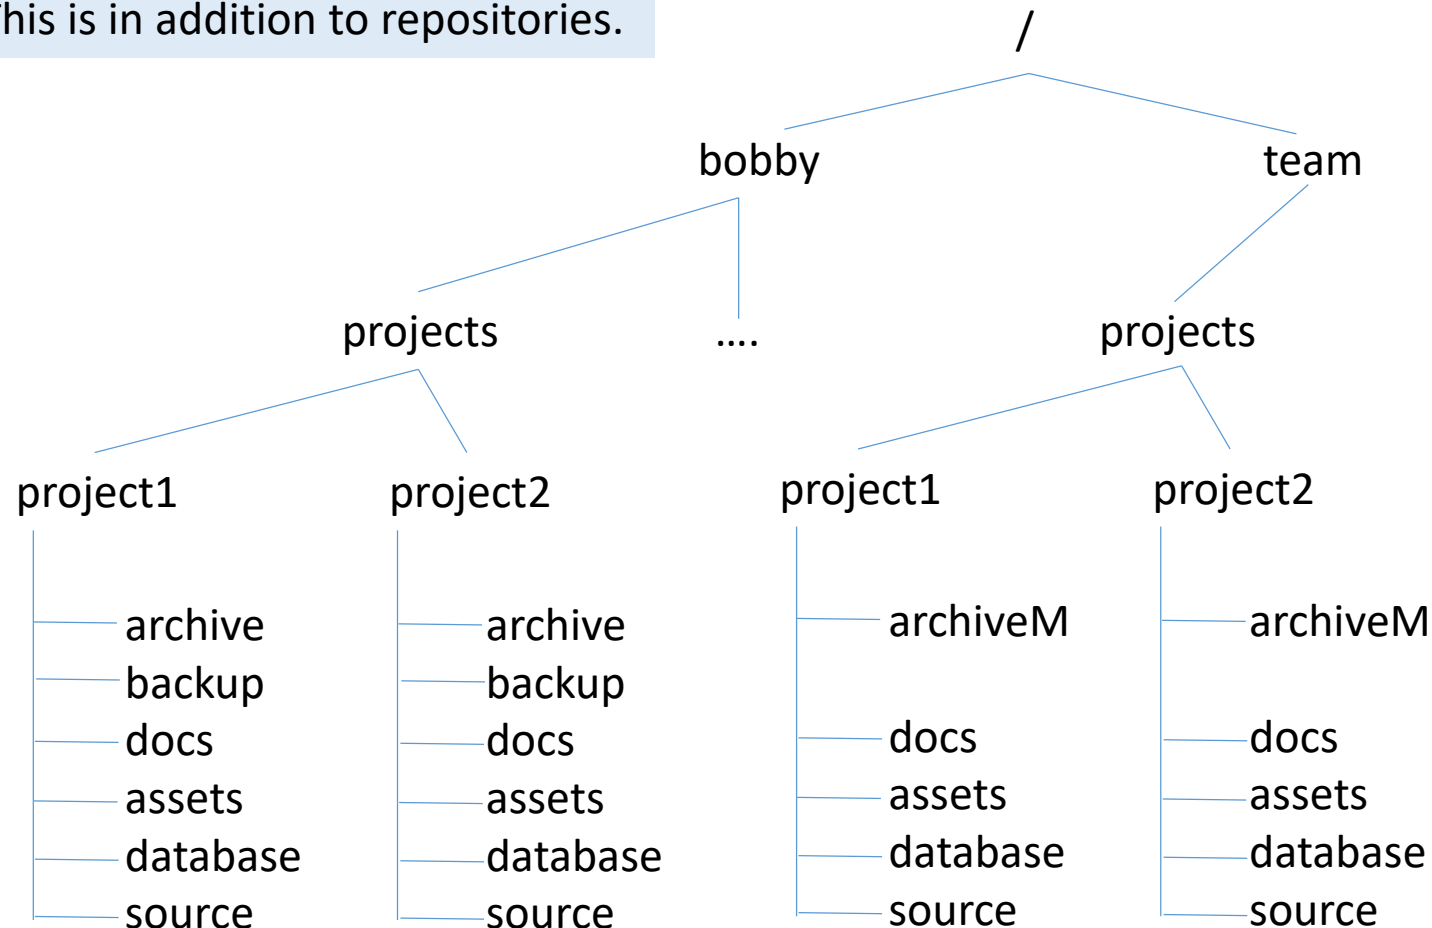 This is in addition to repositories.
/
bobby team
projects .... projects
project1 project2 project1 project2
archive archive archiveM archiveM
backup backup
docs docs docs docs
assets assets assets assets
database database database database
source source source source